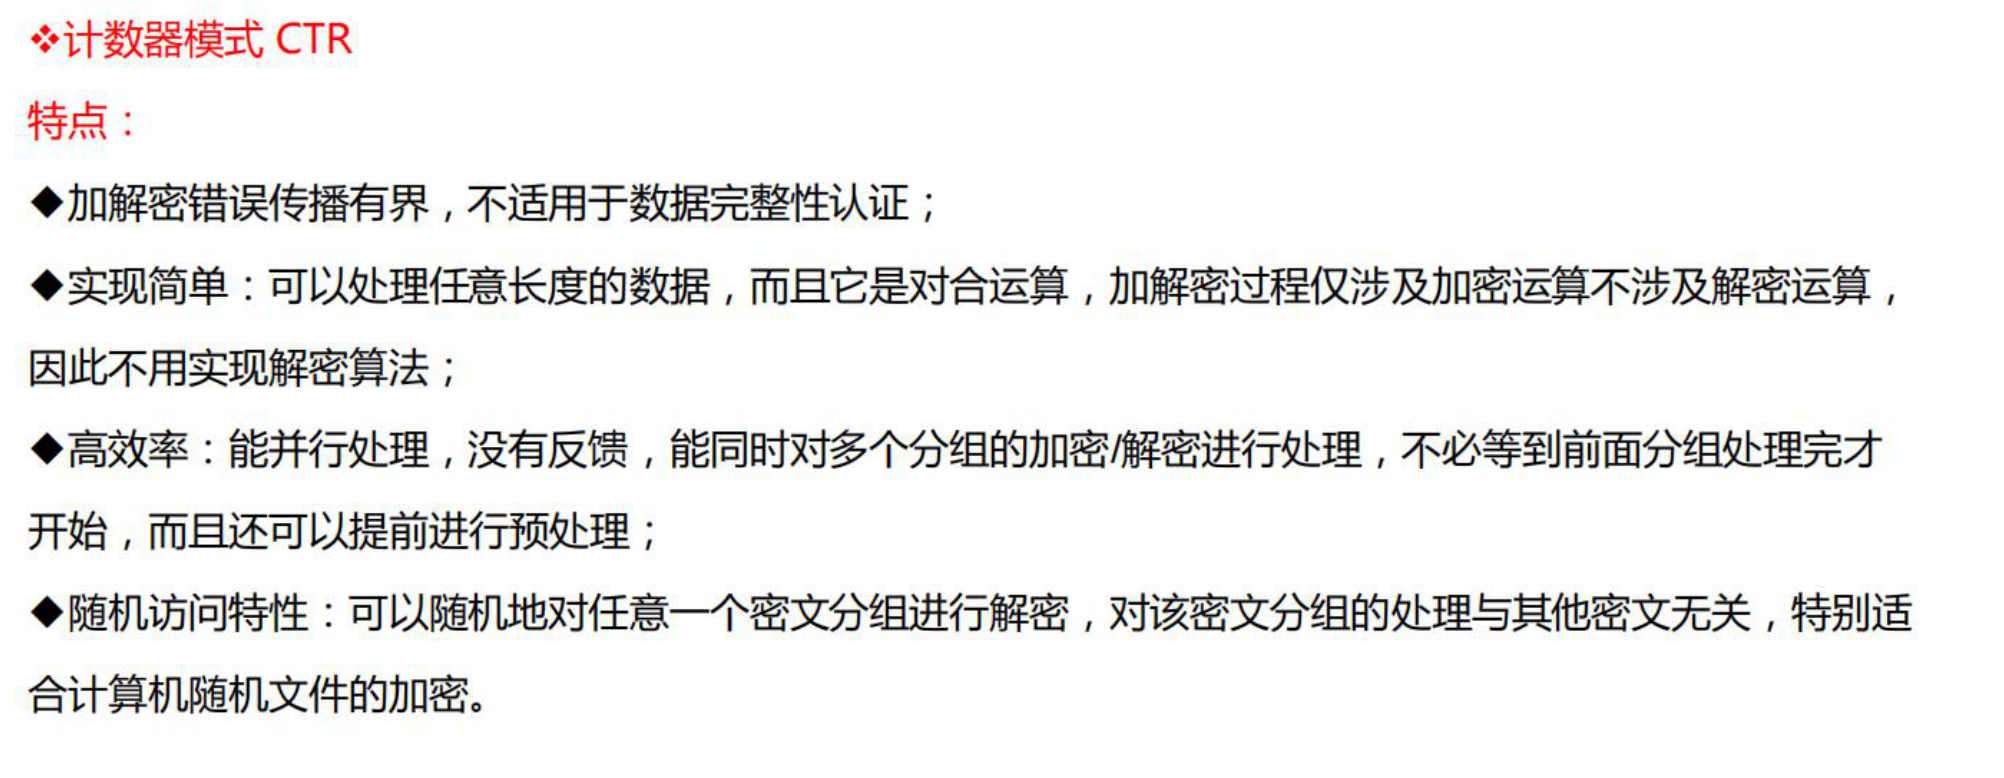 ❖计数器模式 CTR
特点：
◆加解密错误传播有界，不适用于数据完整性认证；
◆实现简单：可以处理任意长度的数据，而且它是对合运算，加解密过程仅涉及加密运算不涉及解密运算，
因此不用实现解密算法；
◆高效率：能并行处理，没有反馈，能同时对多个分组的加密/解密进行处理，不必等到前面分组处理完才
开始，而且还可以提前进行预处理；
◆随机访问特性：可以随机地对任意一个密文分组进行解密，对该密文分组的处理与其他密文无关，特别适
合计算机随机文件的加密。